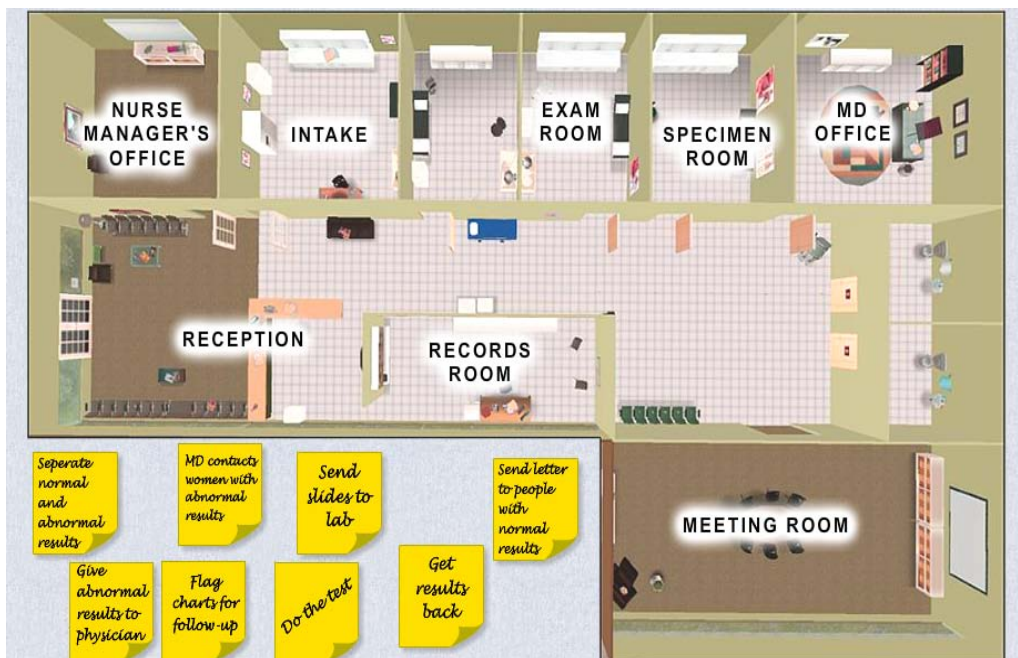 NURSE
MANAGER'S
OFFICE
INTAKE
EXAM
ROOM
SPECIMEN
ROOM
MD
OFFICE
RECEPTION
RECORDS
ROOM
MEETING ROOM
Seperate
normal
and
abnormal
results
MD contacts
women with
abnormal
results
Send
slides to
lab
Send letter
to people
with
normal
results
Give
abnormal
results to
physician
Flag
charts for
follow-up
Do the test
Get
results
back